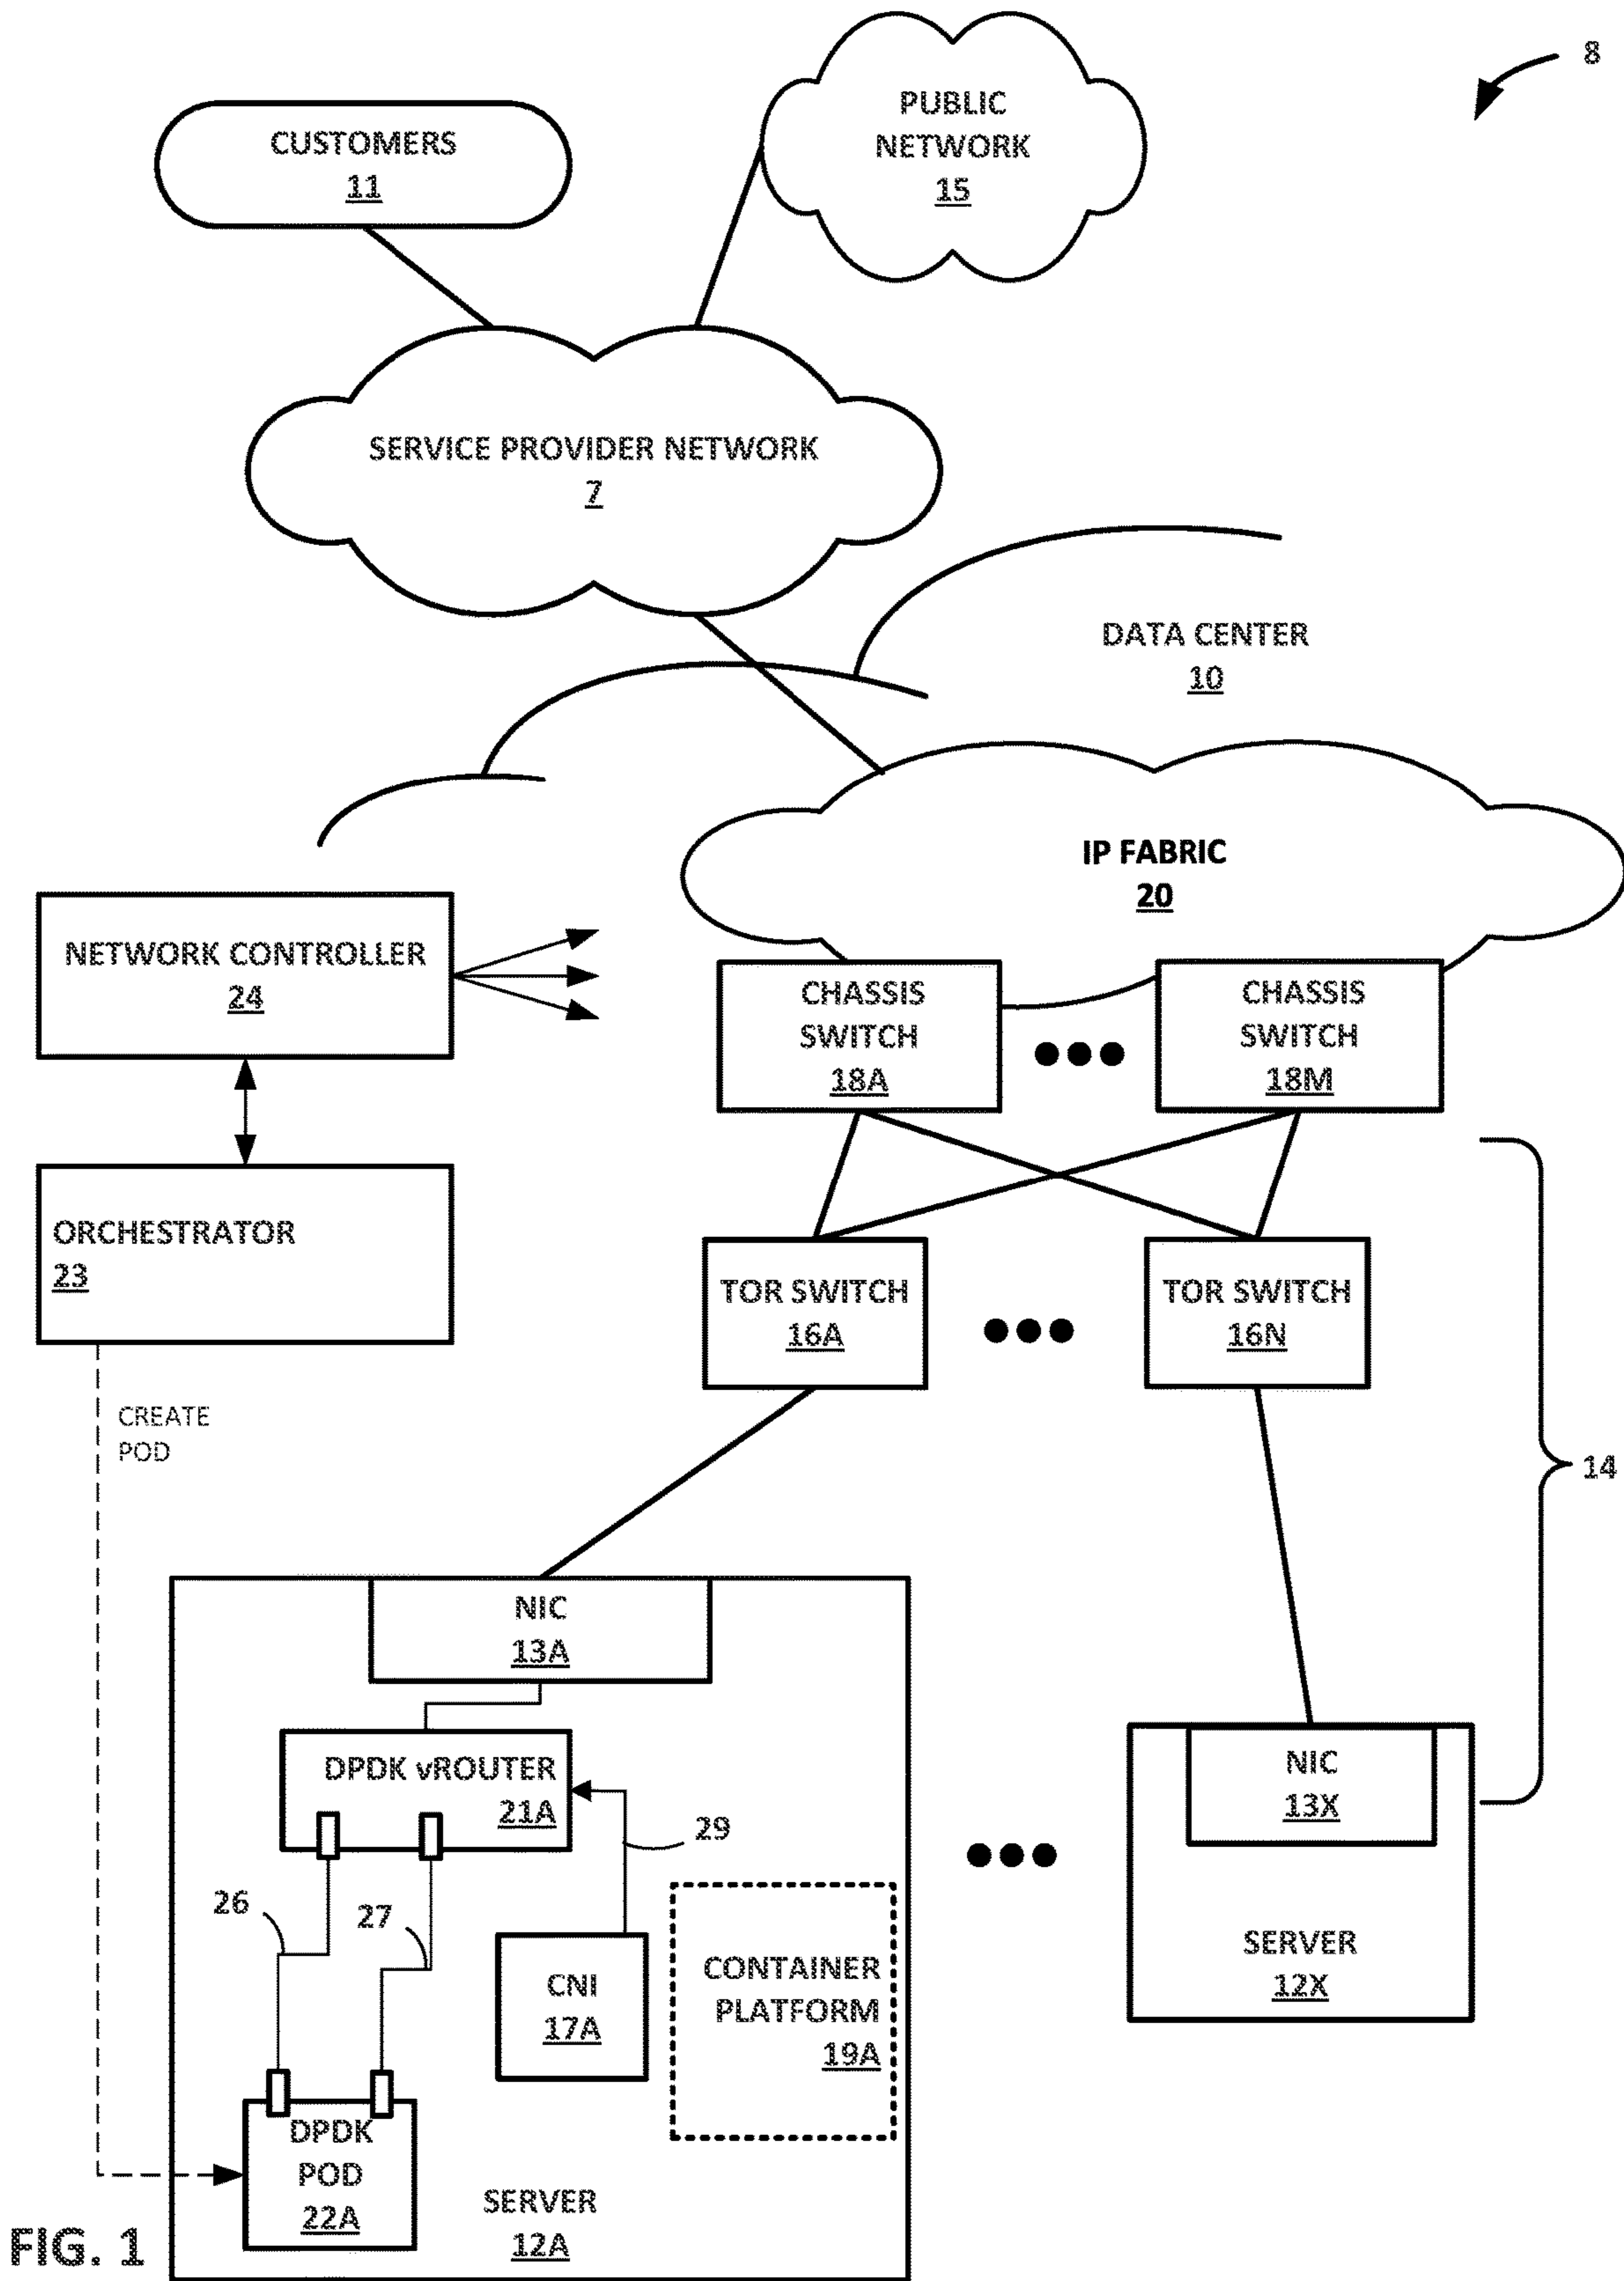 8
PUBLIC
NETWORK
15
CUSTOMERS
11
SERVICE PROVIDER NETWORK
7
DATA CENTER
10
IP FABRIC
20
NETWORK CONTROLLER
24
CHASSIS
SWITCH
18A
CHASSIS
SWITCH
18M
ORCHESTRATOR
23
TOR SWITCH
16A
TOR SWITCH
16N
CREATE
POD
14
NIC
13A
DPDK vROUTER
21A
29
NIC
13X
26
27
CNI
17A
CONTAINER
PLATFORM
19A
SERVER
12X
DPDK
POD
22A
SERVER
12A
FIG. 1